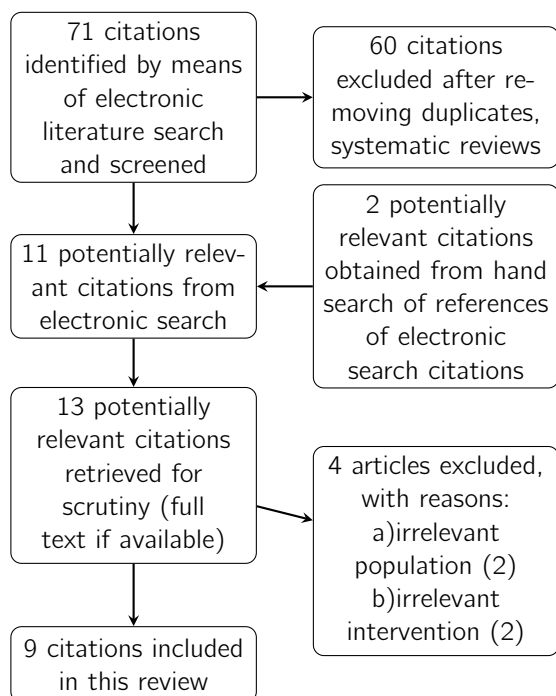 71 citations
identified by means
of electronic
literature search
and screened
60 citations
excluded after re-
moving duplicates,
systematic reviews
2 potentially
relevant citations
obtained from hand
search of references
of electronic
search citations
11 potentially relev-
ant citations from
electronic search
13 potentially
relevant citations
retrieved for
scrutiny (full
text if available)
4 articles excluded,
with reasons:
a)irrelevant
population (2)
b)irrelevant
intervention (2)
9 citations included
in this review